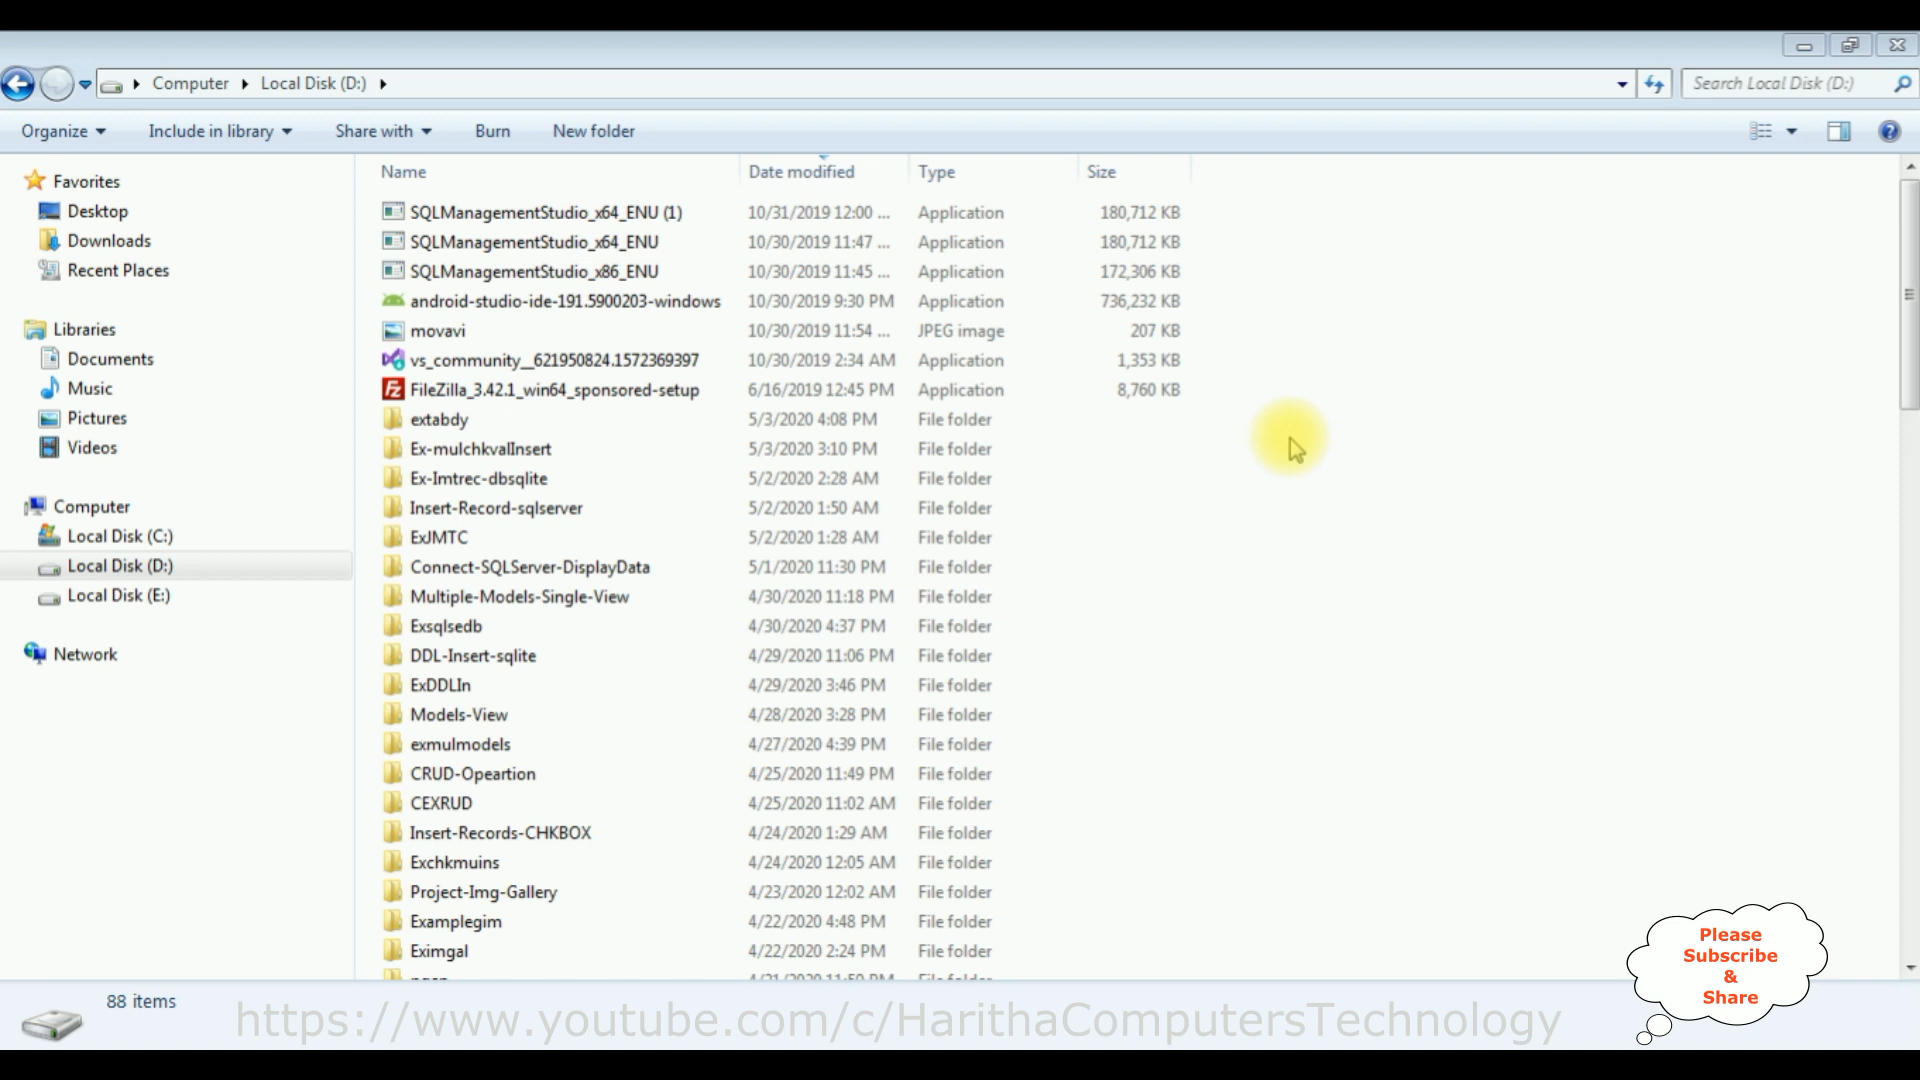 Computer Local Disk (D:) Search Local Disk (D:)
Organize Include in library Share with Burn New folder
Favorites
Desktop
Downloads
Recent Places
Libraries
Documents
Music
Pictures
Videos
Computer
Local Disk (C:)
Local Disk (D:)
Local Disk (E:)
Network
Name Date modified Type Size
SQLManagementStudio_x64_ENU (1) 10/31/2019 12:00 ... Application 180,712 KB
SQLManagementStudio_x64_ENU 10/30/2019 11:47 ... Application 180,712 KB
SQLManagementStudio_x86_ENU 10/30/2019 11:45 ... Application 172,306 KB
android-studio-ide-191.5900203-windows 10/30/2019 9:30 PM Application 736,232 KB
movavi 10/30/2019 11:54 ... JPEG image 207 KB
vs_community__621950824.1572369397 10/30/2019 2:34 AM Application 1,353 KB
FileZilla_3.42.1_win64_sponsored-setup 6/16/2019 12:45 PM Application 8,760 KB
extabdy 5/3/2020 4:08 PM File folder
Ex-mulchkvalInsert 5/3/2020 3:10 PM File folder
Ex-Imtrec-dbsqlite 5/2/2020 2:28 AM File folder
Insert-Record-sqlserver 5/2/2020 1:50 AM File folder
ExJMTC 5/2/2020 1:28 AM File folder
Connect-SQLServer-DisplayData 5/1/2020 11:30 PM File folder
Multiple-Models-Single-View 4/30/2020 11:18 PM File folder
Exsqlsedb 4/30/2020 4:37 PM File folder
DDL-Insert-sqlite 4/29/2020 11:06 PM File folder
ExDDLIn 4/29/2020 3:46 PM File folder
Models-View 4/28/2020 3:28 PM File folder
exmulmodels 4/27/2020 4:39 PM File folder
CRUD-Opeartion 4/25/2020 11:49 PM File folder
CEXRUD 4/25/2020 11:02 AM File folder
Insert-Records-CHKBOX 4/24/2020 1:29 AM File folder
Exchkmuins 4/24/2020 12:05 AM File folder
Project-Img-Gallery 4/23/2020 12:02 AM File folder
Examplegim 4/22/2020 4:48 PM File folder
Eximgal 4/22/2020 2:24 PM File folder
88 items
https://www.youtube.com/c/HarithaComputersTechnology
Please
Subscribe
&
Share